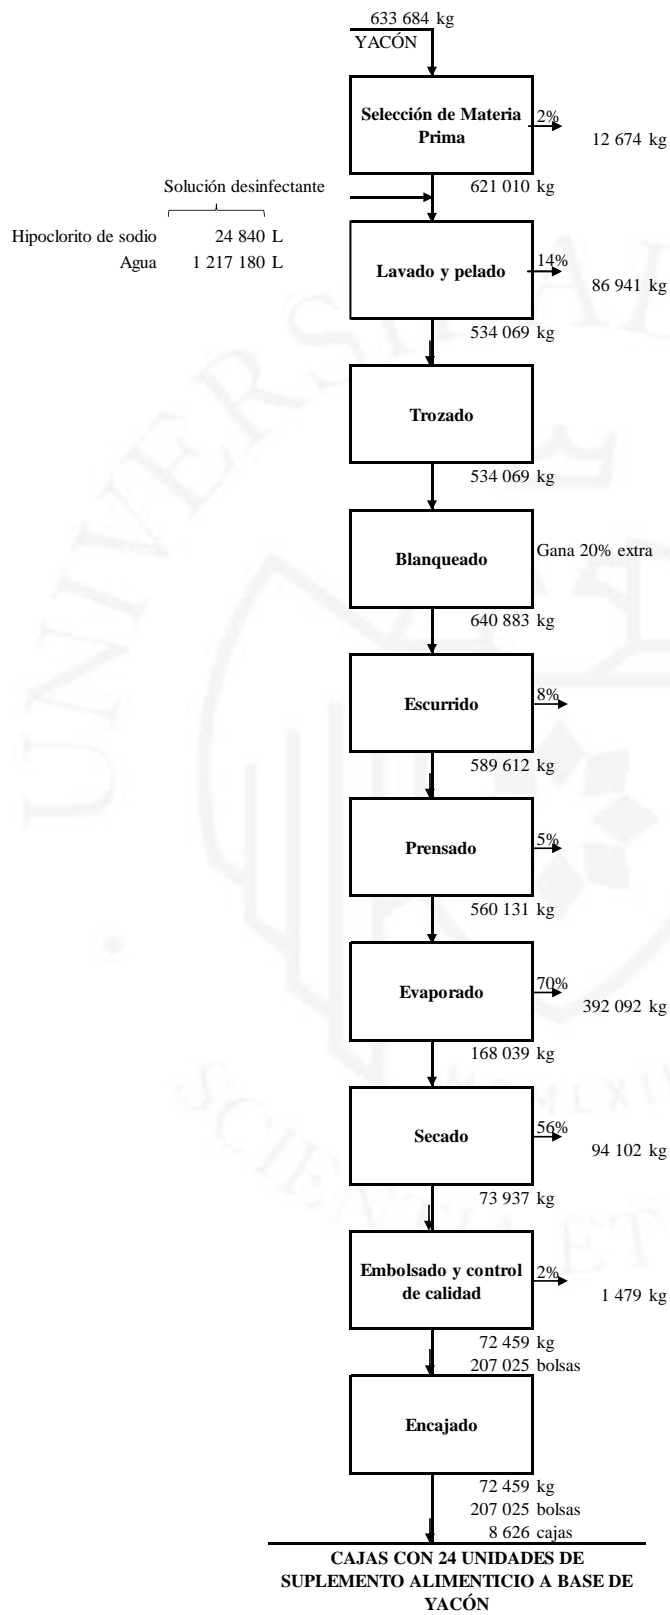 633 684 kg
YACÓN
Selección de Materia
Prima
2%
12 674 kg
621 010 kg
Solución desinfectante
Hipoclorito de sodio 24 840 L
Agua 1 217 180 L
Lavado y pelado
14%
86 941 kg
534 069 kg
Trozado
534 069 kg
Blanqueado
Gana 20% extra
640 883 kg
Escurrido
8%
589 612 kg
Prensado
5%
560 131 kg
Evaporado
70%
392 092 kg
168 039 kg
Secado
56%
94 102 kg
73 937 kg
Embolsado y control
de calidad
2%
1 479 kg
72 459 kg
207 025 bolsas
Encajado
72 459 kg
207 025 bolsas
8 626 cajas
CAJAS CON 24 UNIDADES DE
SUPLEMENTO ALIMENTICIO A BASE DE
YACÓN